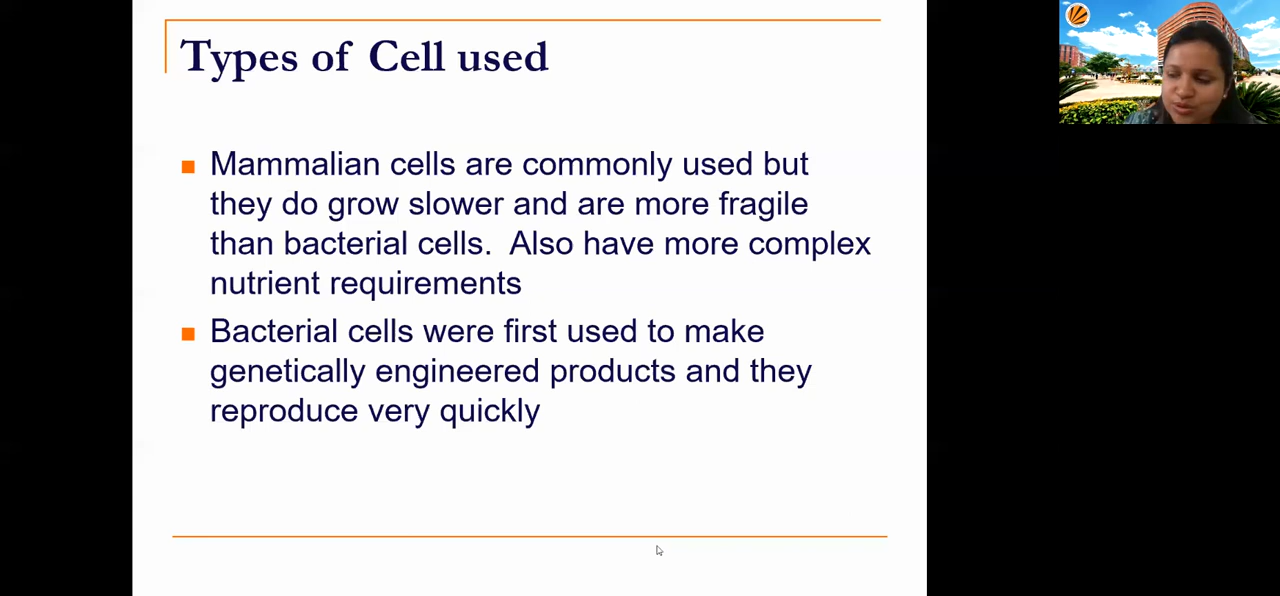 Types of Cell used
Mammalian cells are commonly used but
they do grow slower and are more fragile
than bacterial cells.  Also have more complex
nutrient requirements
Bacterial cells were first used to make
genetically engineered products and they
reproduce very quickly